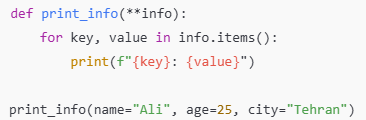 def print_info(**info):
    for key, value in info.items():
        print(f"{key}: {value}")

print_info(name="Ali", age=25, city="Tehran")